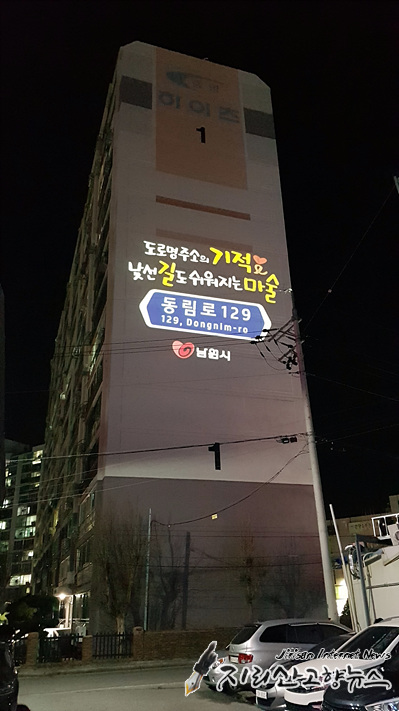 하이츠
1
도로명주소의 기적
낯선 길도 쉬워지는 마술
동림로 129
129, Dongnim-ro
남원시
1
Jirisan Internet News
지리산고향뉴스